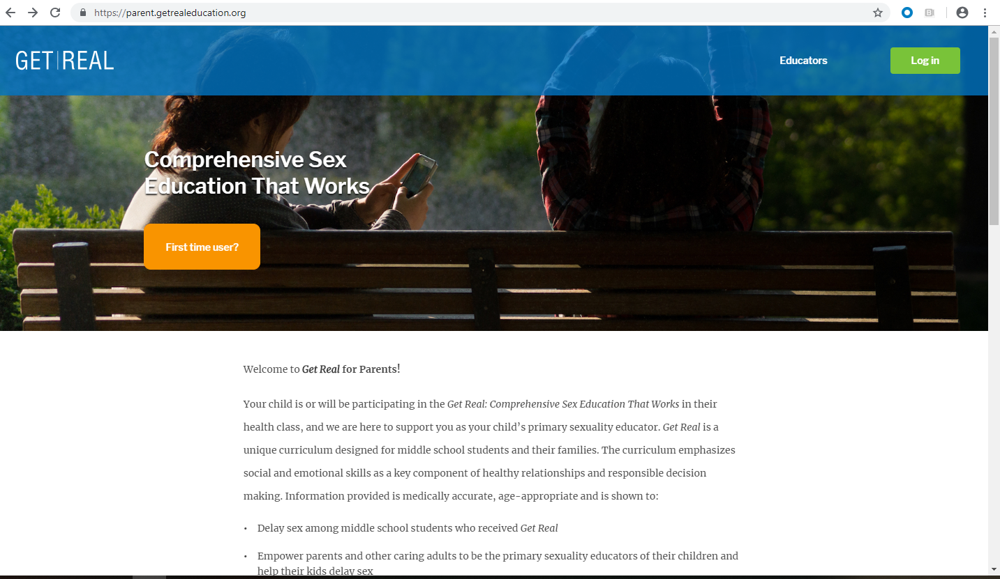 https://parent.getrealeducation.org
GET|REAL
Educators
Log in
Comprehensive Sex
Education That Works
First time user?
Welcome to Get Real for Parents!
Your child is or will be participating in the Get Real: Comprehensive Sex Education That Works in their
health class, and we are here to support you as your child’s primary sexuality educator. Get Real is a
unique curriculum designed for middle school students and their families. The curriculum emphasizes
social and emotional skills as a key component of healthy relationships and responsible decision
making. Information provided is medically accurate, age-appropriate and is shown to:
• Delay sex among middle school students who received Get Real
• Empower parents and other caring adults to be the primary sexuality educators of their children and
help their kids delay sex